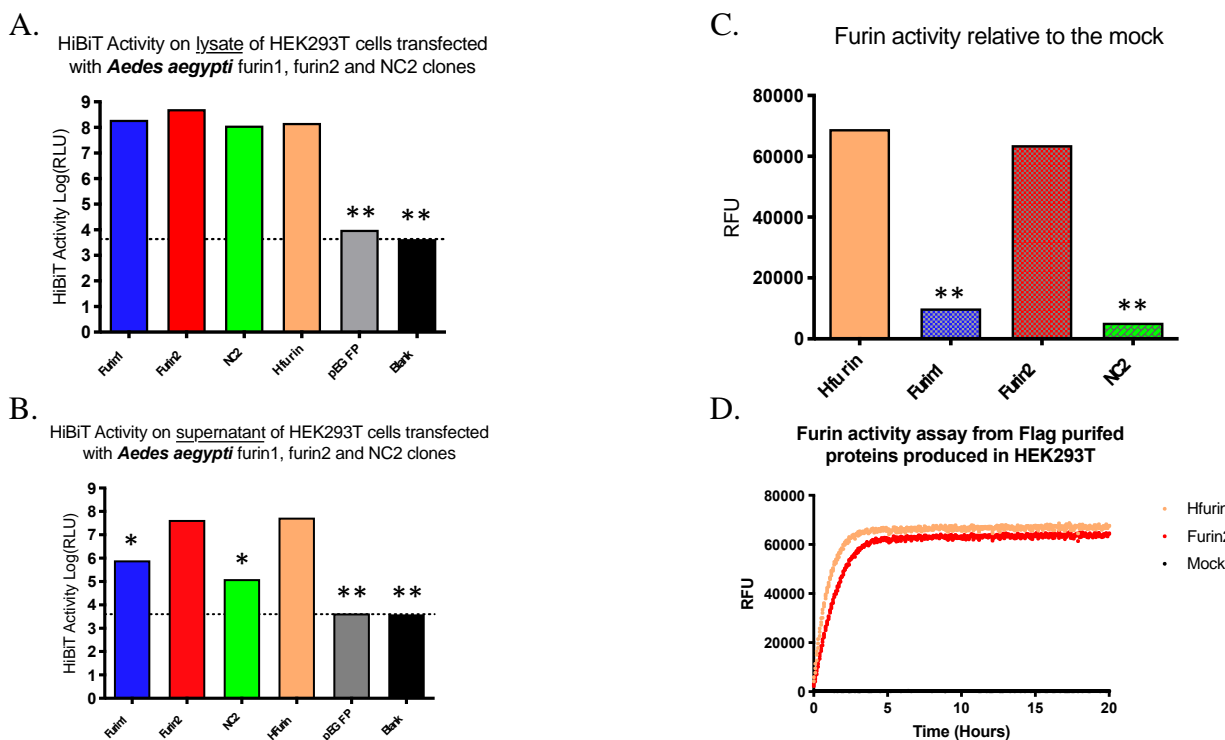 A.
HiBiT Activity on lysate of HEK293T cells transfected
with Aedes aegypti furin1, furin2 and NC2 clones
HiBiT Activity Log(RLU)
9
8
7
6
5
4
3
2
1
0
**
**
Furin1
Furin2
NC2
Hfurin
pEGFP
Blank
B.
HiBiT Activity on supernatant of HEK293T cells transfected
with Aedes aegypti furin1, furin2 and NC2 clones
HiBiT Activity Log(RLU)
9
8
7
6
5
4
3
2
1
0
*
*
**
**
Furin1
Furin2
NC2
HFurin
pEGFP
Blank
C.
Furin activity relative to the mock
RFU
80000
60000
40000
20000
0
**
**
Hfurin
Furin1
Furin2
NC2
D.
Furin activity assay from Flag purifed
proteins produced in HEK293T
RFU
80000
60000
40000
20000
0
0
5
10
15
20
Time (Hours)
Hfurin
Furin2
Mock